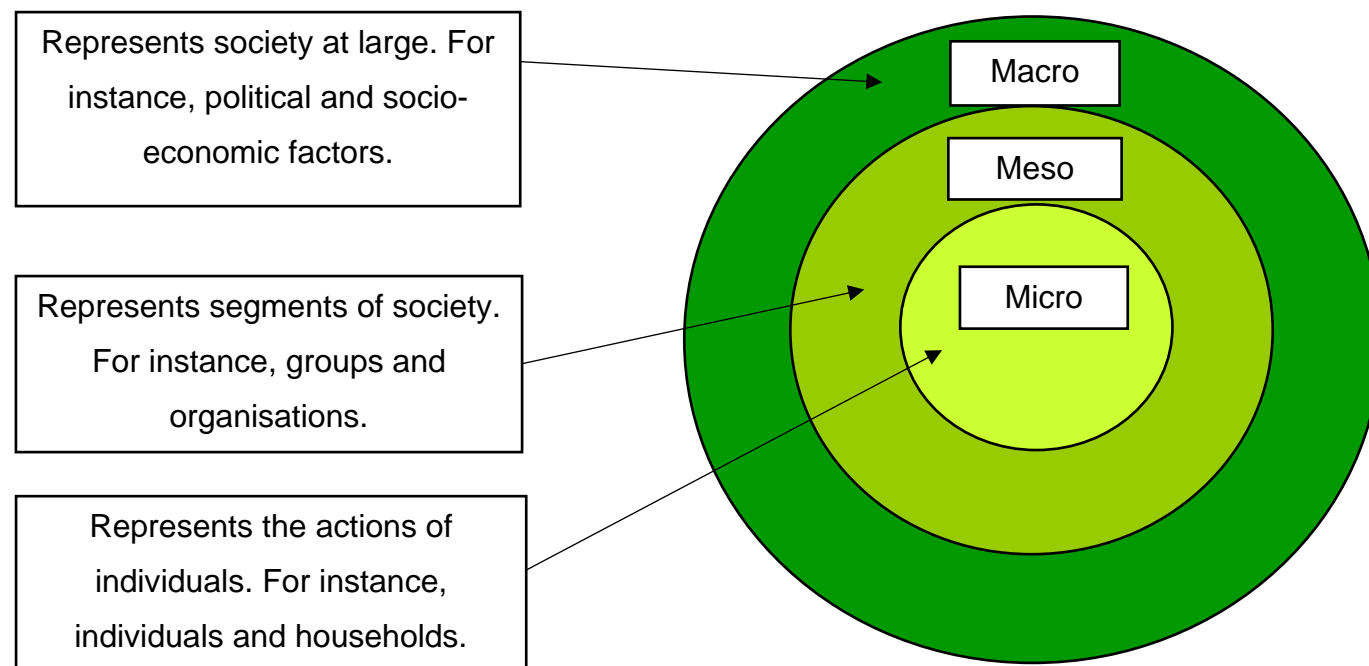 Represents society at large. For
instance, political and socio-
economic factors.
Macro
Meso
Represents segments of society.
For instance, groups and
organisations.
Micro
Represents the actions of
individuals. For instance,
individuals and households.